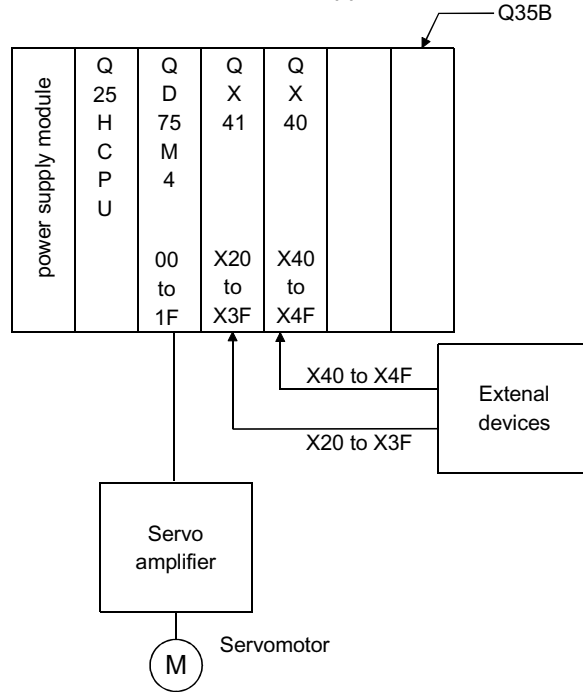 Q35B
power supply module
Q
25
H
C
P
U
Q
D
75
M
4
00
to
1F
Q
X
41
X20
to
X3F
Q
X
40
X40
to
X4F
X40 to X4F
X20 to X3F
Extenal
devices
Servo
amplifier
M
Servomotor